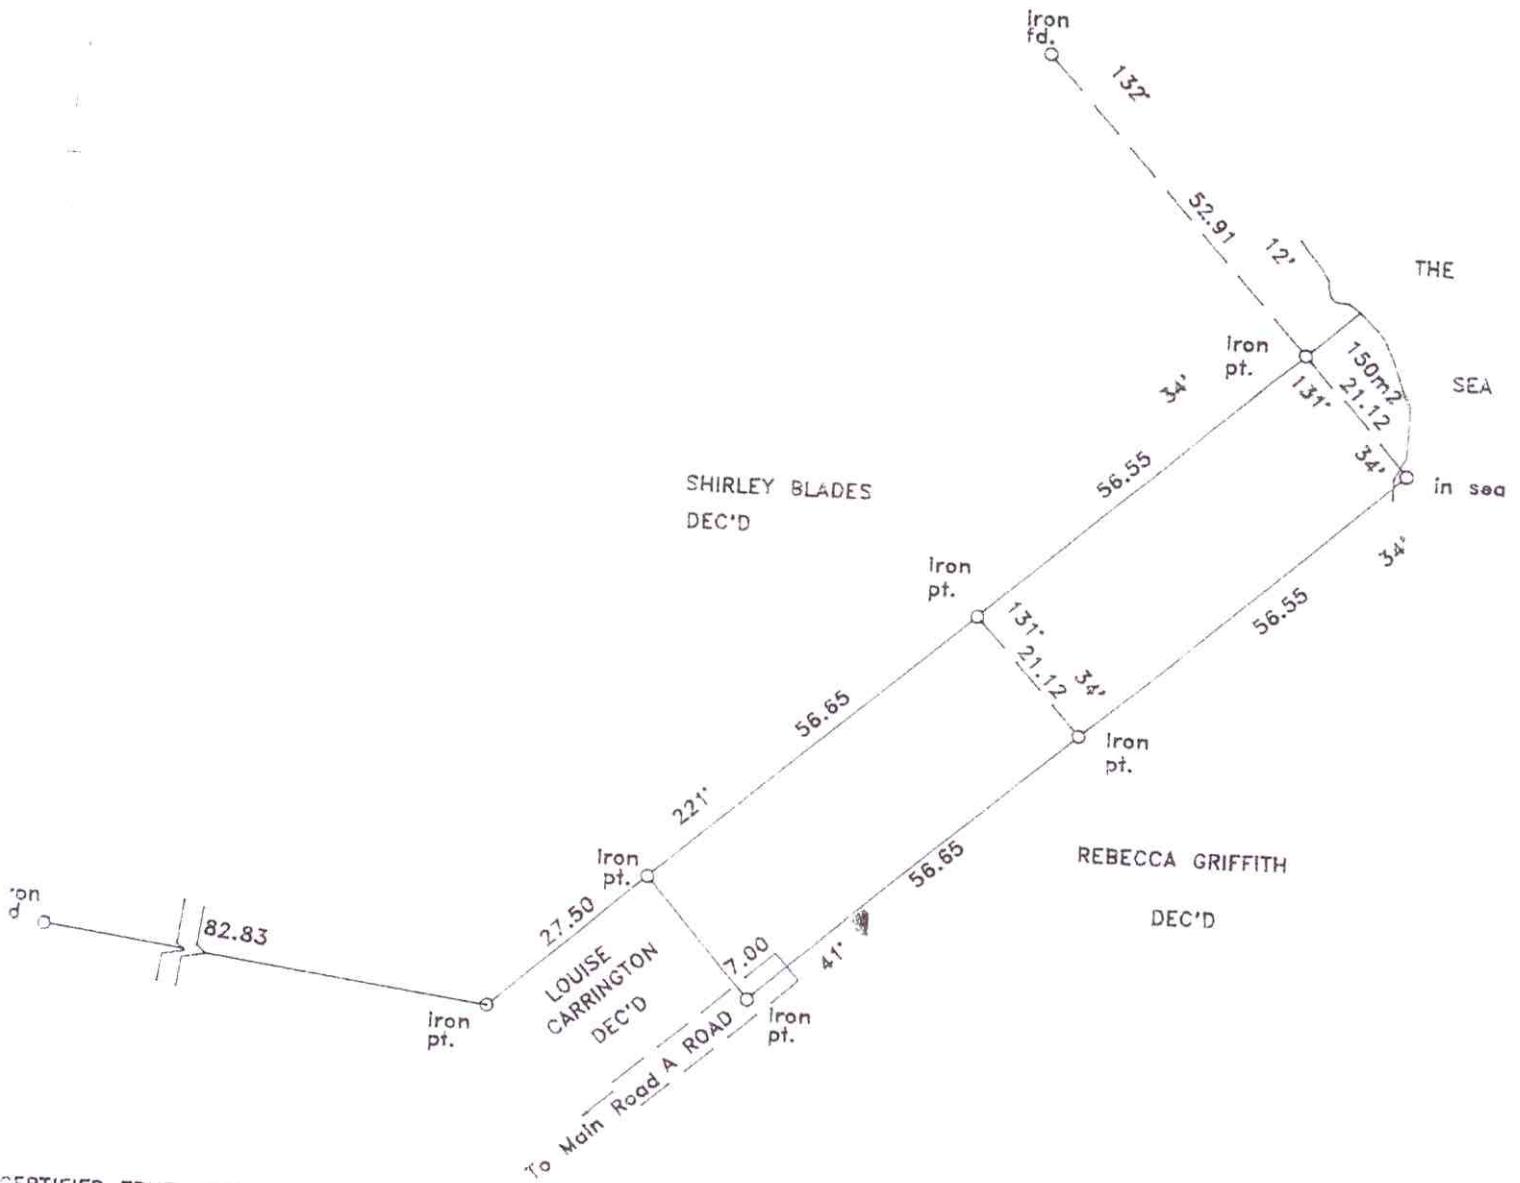 Iron
fd.
132°
52.91
12'
THE
SEA
Iron
pt.
150m2
131°
21.12
34'
34'
in sea
56.55
SHIRLEY BLADES
DEC'D
34'
Iron
pt.
131°
21.12
34'
56.55
56.65
Iron
pt.
221°
Iron
pt.
REBECCA GRIFFITH
DEC'D
56.65
82.83
27.50
LOUISE
CARRINGTON
DEC'D
7.00
41°
Iron
pt.
Iron
pt.
To Main Road A ROAD